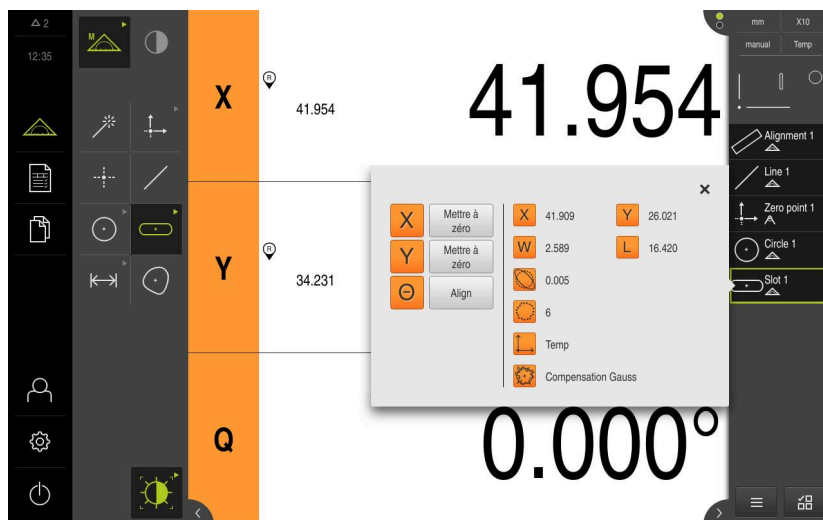 2
12:35
M
X
R
41.954
41.954
Y
R
34.231
Q
0.000°
X
Mettre à
zéro
Y
Mettre à
zéro
Θ
Align
X
41.909
Y
26.021
W
2.589
L
16.420
0.005
6
Temp
Compensation Gauss
mm
X10
manual
Temp
Alignment 1
Line 1
Zero point 1
Circle 1
Slot 1